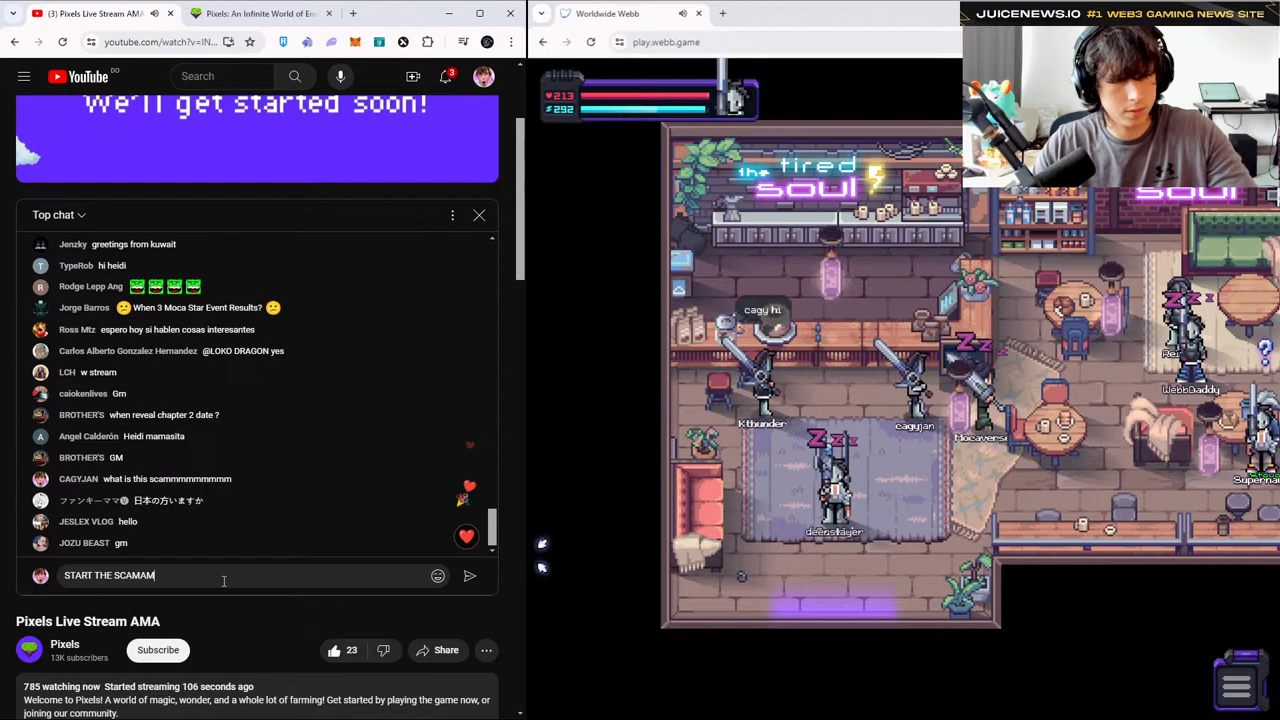 (3) Pixels Live Stream AMA
Pixels: An Infinite World of En
Worldwide Webb
JUICENEWS.IO #1 WEB3 GAMING NEWS SITE
youtube.com/watch?v=IN...
play.webb.game
YouTube DO
Search
3
We'll get started soon!
213
292
the tired soul
soul
Top chat
Jenzky greetings from kuwait
T TypeRob hi heidi
R Rodge Lepp Ang
Jorge Barros 😕 When 3 Moca Star Event Results? 😕
Ross Mtz espero hoy si hablen cosas interesantes
Carlos Alberto Gonzalez Hernandez @LOKO DRAGON yes
LCH w stream
caiokenlives Gm
BROTHER'S when reveal chapter 2 date ?
A Angel Calderón Heidi mamasita
BROTHER'S GM
CAGYJAN what is this scammmmmmmmm
ファンキーママ 日本の方いますか
JESLEX VLOG hello
JOZU BEAST gm
START THE SCAMAM
cagy hi
Kthunder
cagyjan
Mocaverse
deerslayer
WebbDaddy
Z Z Z
Z Z Z
Z Z Z
Pixels Live Stream AMA
Pixels
13K subscribers
Subscribe
23
Share
785 watching now Started streaming 106 seconds ago
Welcome to Pixels! A world of magic, wonder, and a whole lot of farming! Get started by playing the game now, or
joining our community.